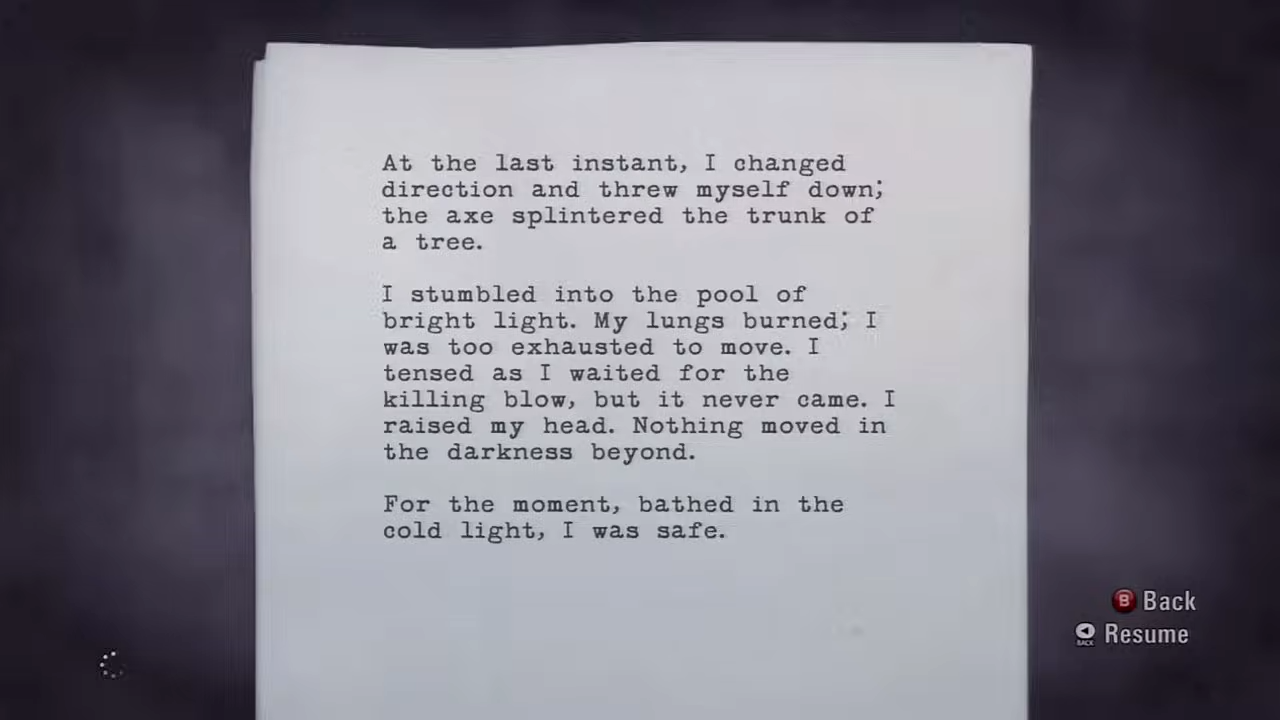 At the last instant, I changed
direction and threw myself down;
the axe splintered the trunk of
a tree.
I stumbled into the pool of
bright light. My lungs burned; I
was too exhausted to move. I
tensed as I waited for the
killing blow, but it never came. I
raised my head. Nothing moved in
the darkness beyond.
For the moment, bathed in the
cold light, I was safe.
B Back
BACK Resume